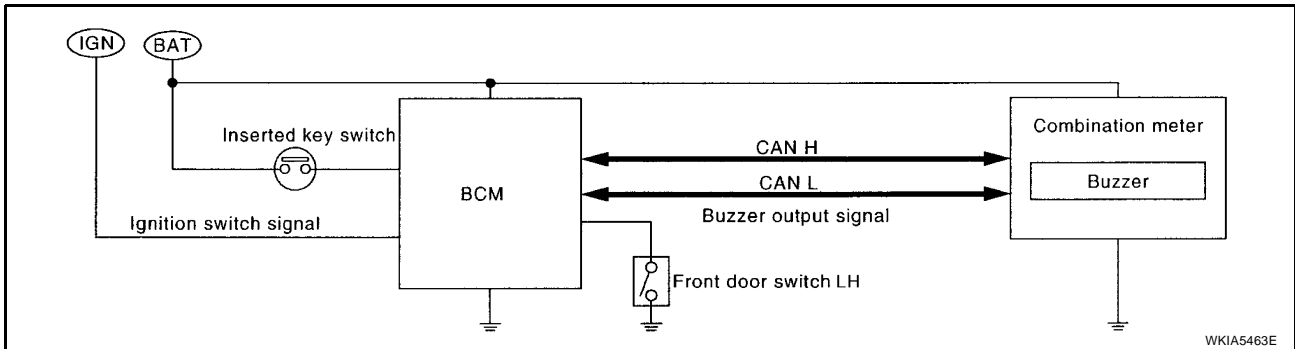 IGN
BAT
Inserted key switch
Combination meter
CAN H
Buzzer
BCM
CAN L
Ignition switch signal
Buzzer output signal
Front door switch LH
WKIA5463E